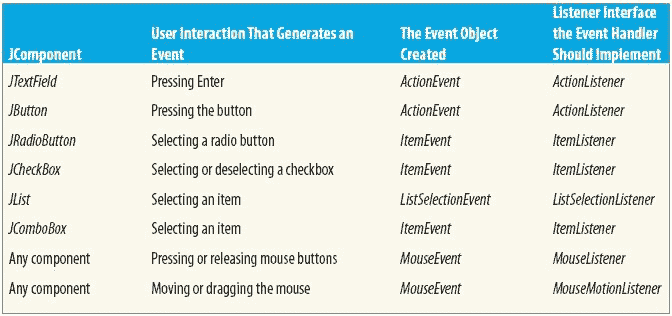 JComponent User Interaction That Generates an Event The Event Object Created Listener Interface the Event Handler Should Implement
JTextField Pressing Enter ActionEvent ActionListener
JButton Pressing the button ActionEvent ActionListener
JRadioButton Selecting a radio button ItemEvent ItemListener
JCheckBox Selecting or deselecting a checkbox ItemEvent ItemListener
JList Selecting an item ListSelectionEvent ListSelectionListener
JComboBox Selecting an item ItemEvent ItemListener
Any component Pressing or releasing mouse buttons MouseEvent MouseListener
Any component Moving or dragging the mouse MouseEvent MouseMotionListener